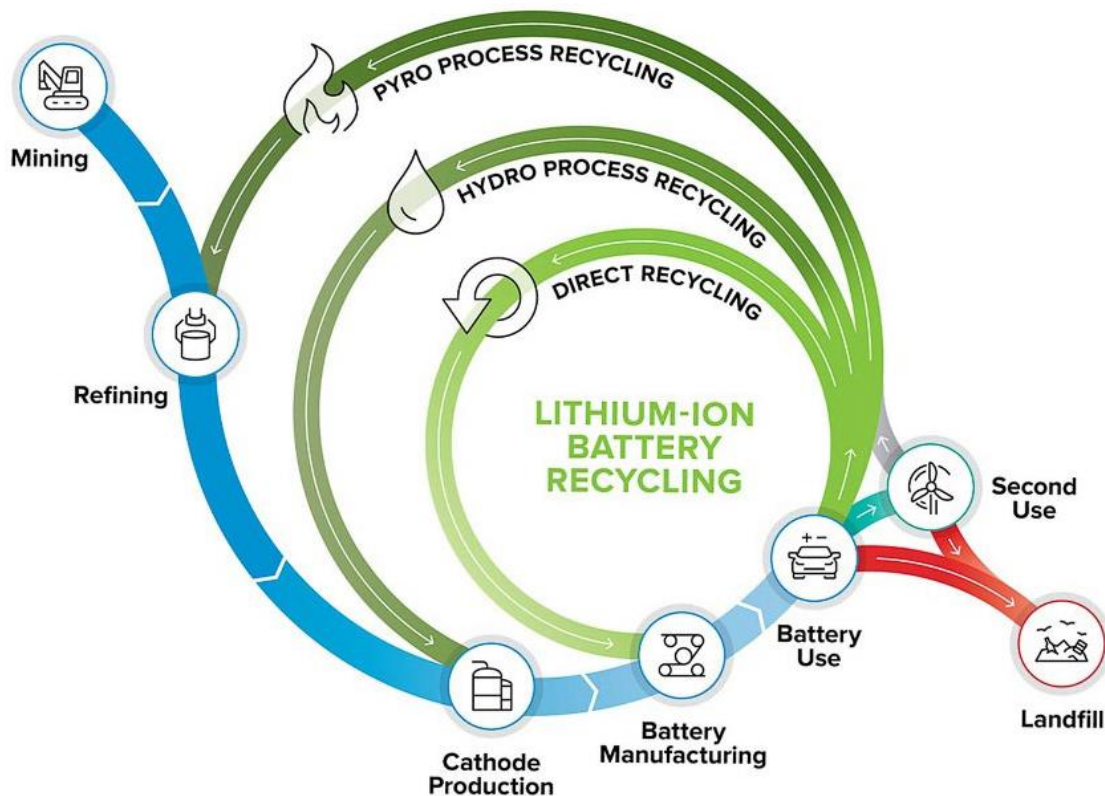 PYRO PROCESS RECYCLING
Mining
HYDRO PROCESS RECYCLING
DIRECT RECYCLING
Refining
LITHIUM-ION
BATTERY
RECYCLING
Second
Use
+ -
Battery
Use
Landfill
Battery
Manufacturing
Cathode
Production